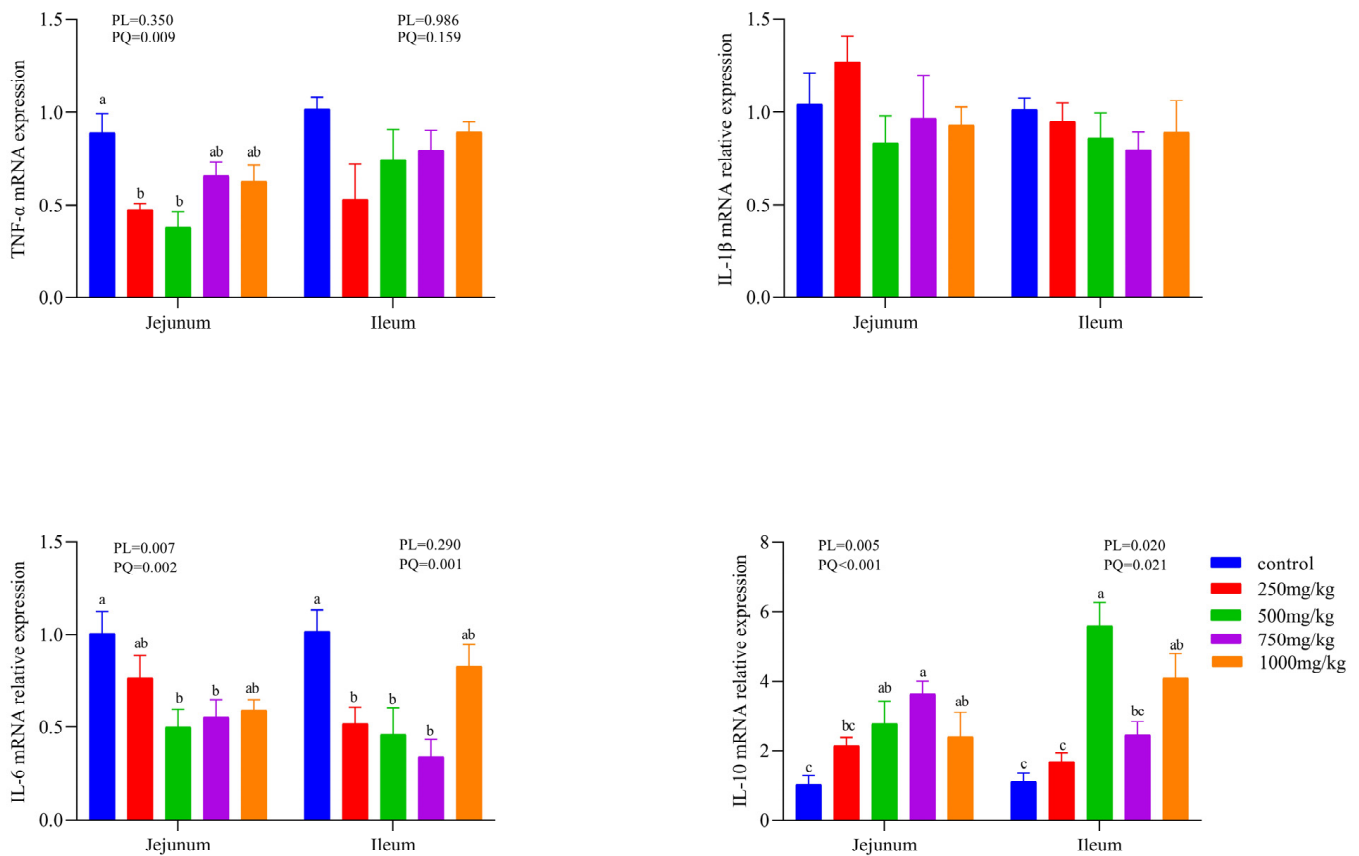 TNF-α mRNA expression
1.5
1.0
0.5
0.0
PL=0.350
PQ=0.009
PL=0.986
PQ=0.159
a
b
b
ab
ab
Jejunum
Ileum
IL-1β mRNA relative expression
1.5
1.0
0.5
0.0
Jejunum
Ileum
IL-6 mRNA relative expression
1.5
1.0
0.5
0.0
PL=0.007
PQ=0.002
PL=0.290
PQ=0.001
a
ab
b
b
ab
a
b
b
b
ab
Jejunum
Ileum
IL-10 mRNA relative expression
8
6
4
2
0
PL=0.005
PQ<0.001
PL=0.020
PQ=0.021
c
bc
ab
a
ab
c
c
a
bc
ab
Jejunum
Ileum
control
250mg/kg
500mg/kg
750mg/kg
1000mg/kg